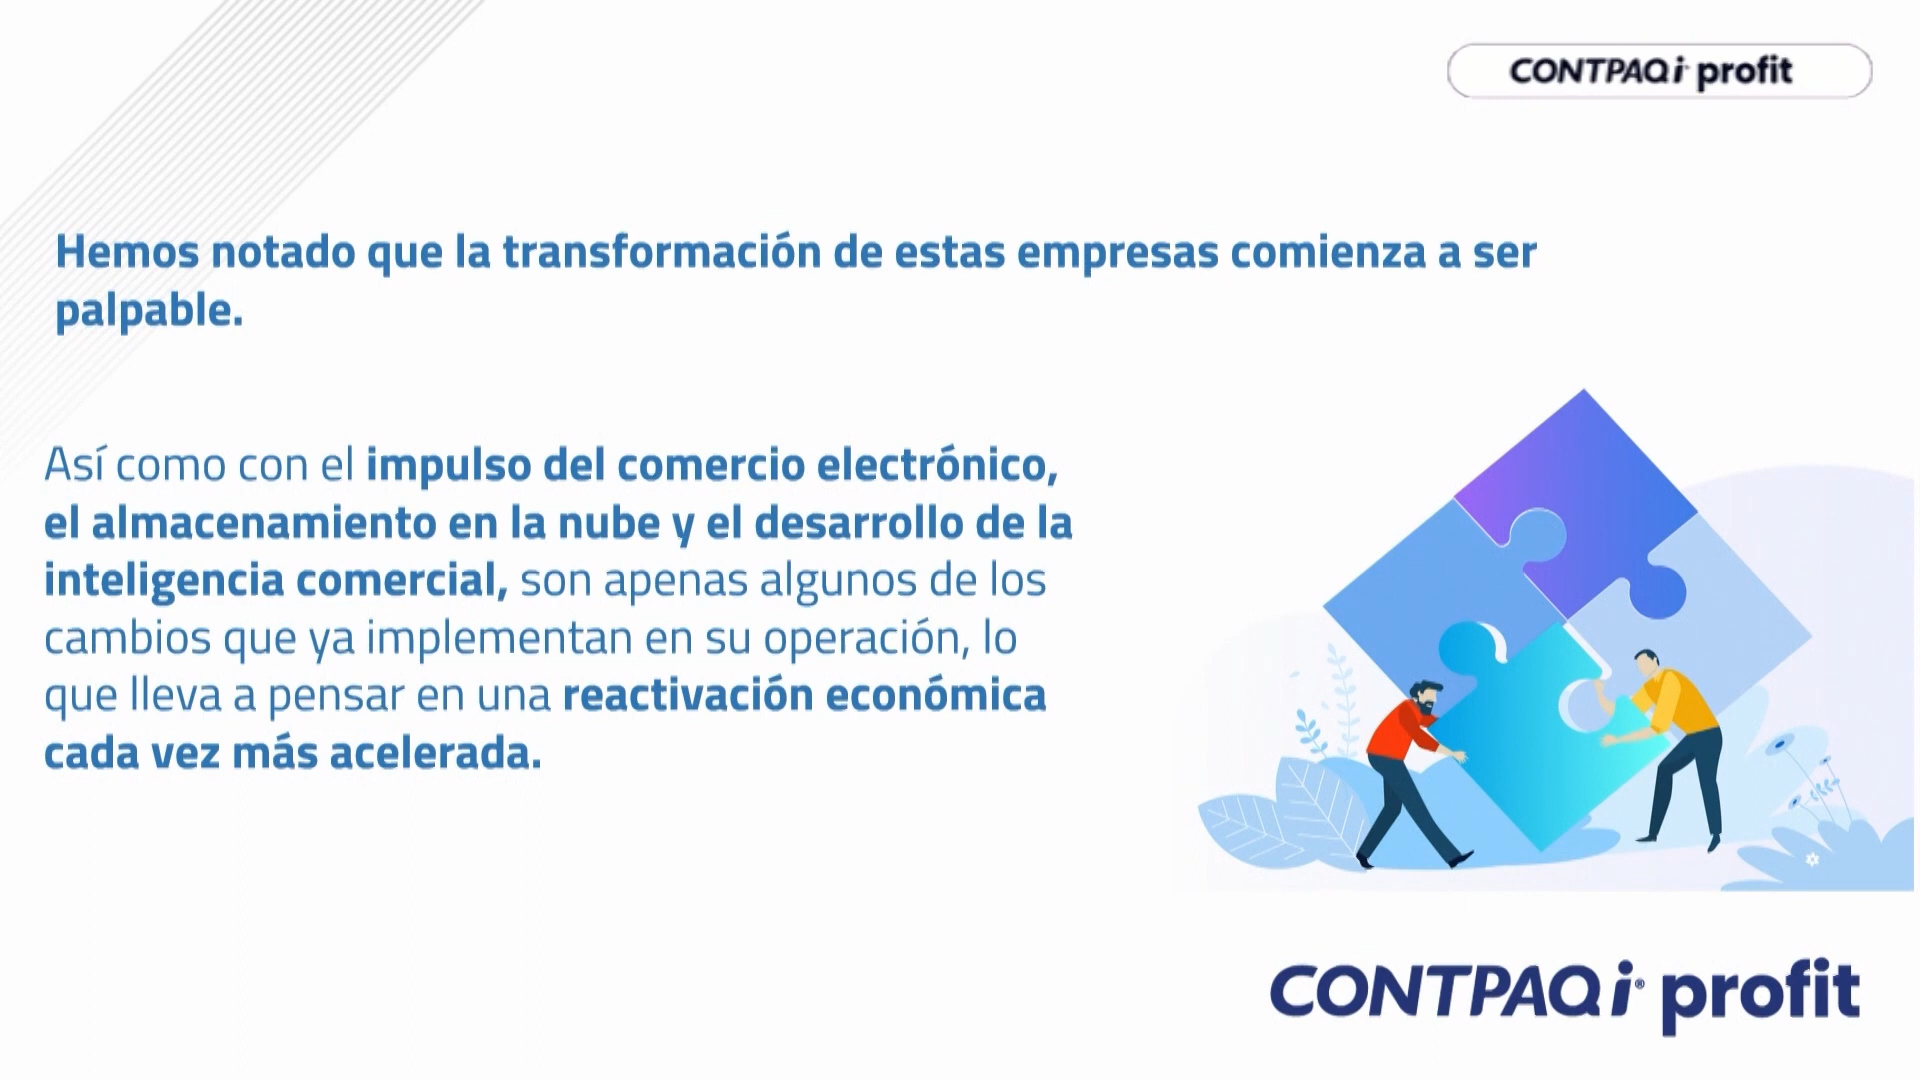 CONTPAQi profit
Hemos notado que la transformación de estas empresas comienza a ser
palpable.
Así como con el impulso del comercio electrónico,
el almacenamiento en la nube y el desarrollo de la
inteligencia comercial, son apenas algunos de los
cambios que ya implementan en su operación, lo
que lleva a pensar en una reactivación económica
cada vez más acelerada.
CONTPAQi® profit